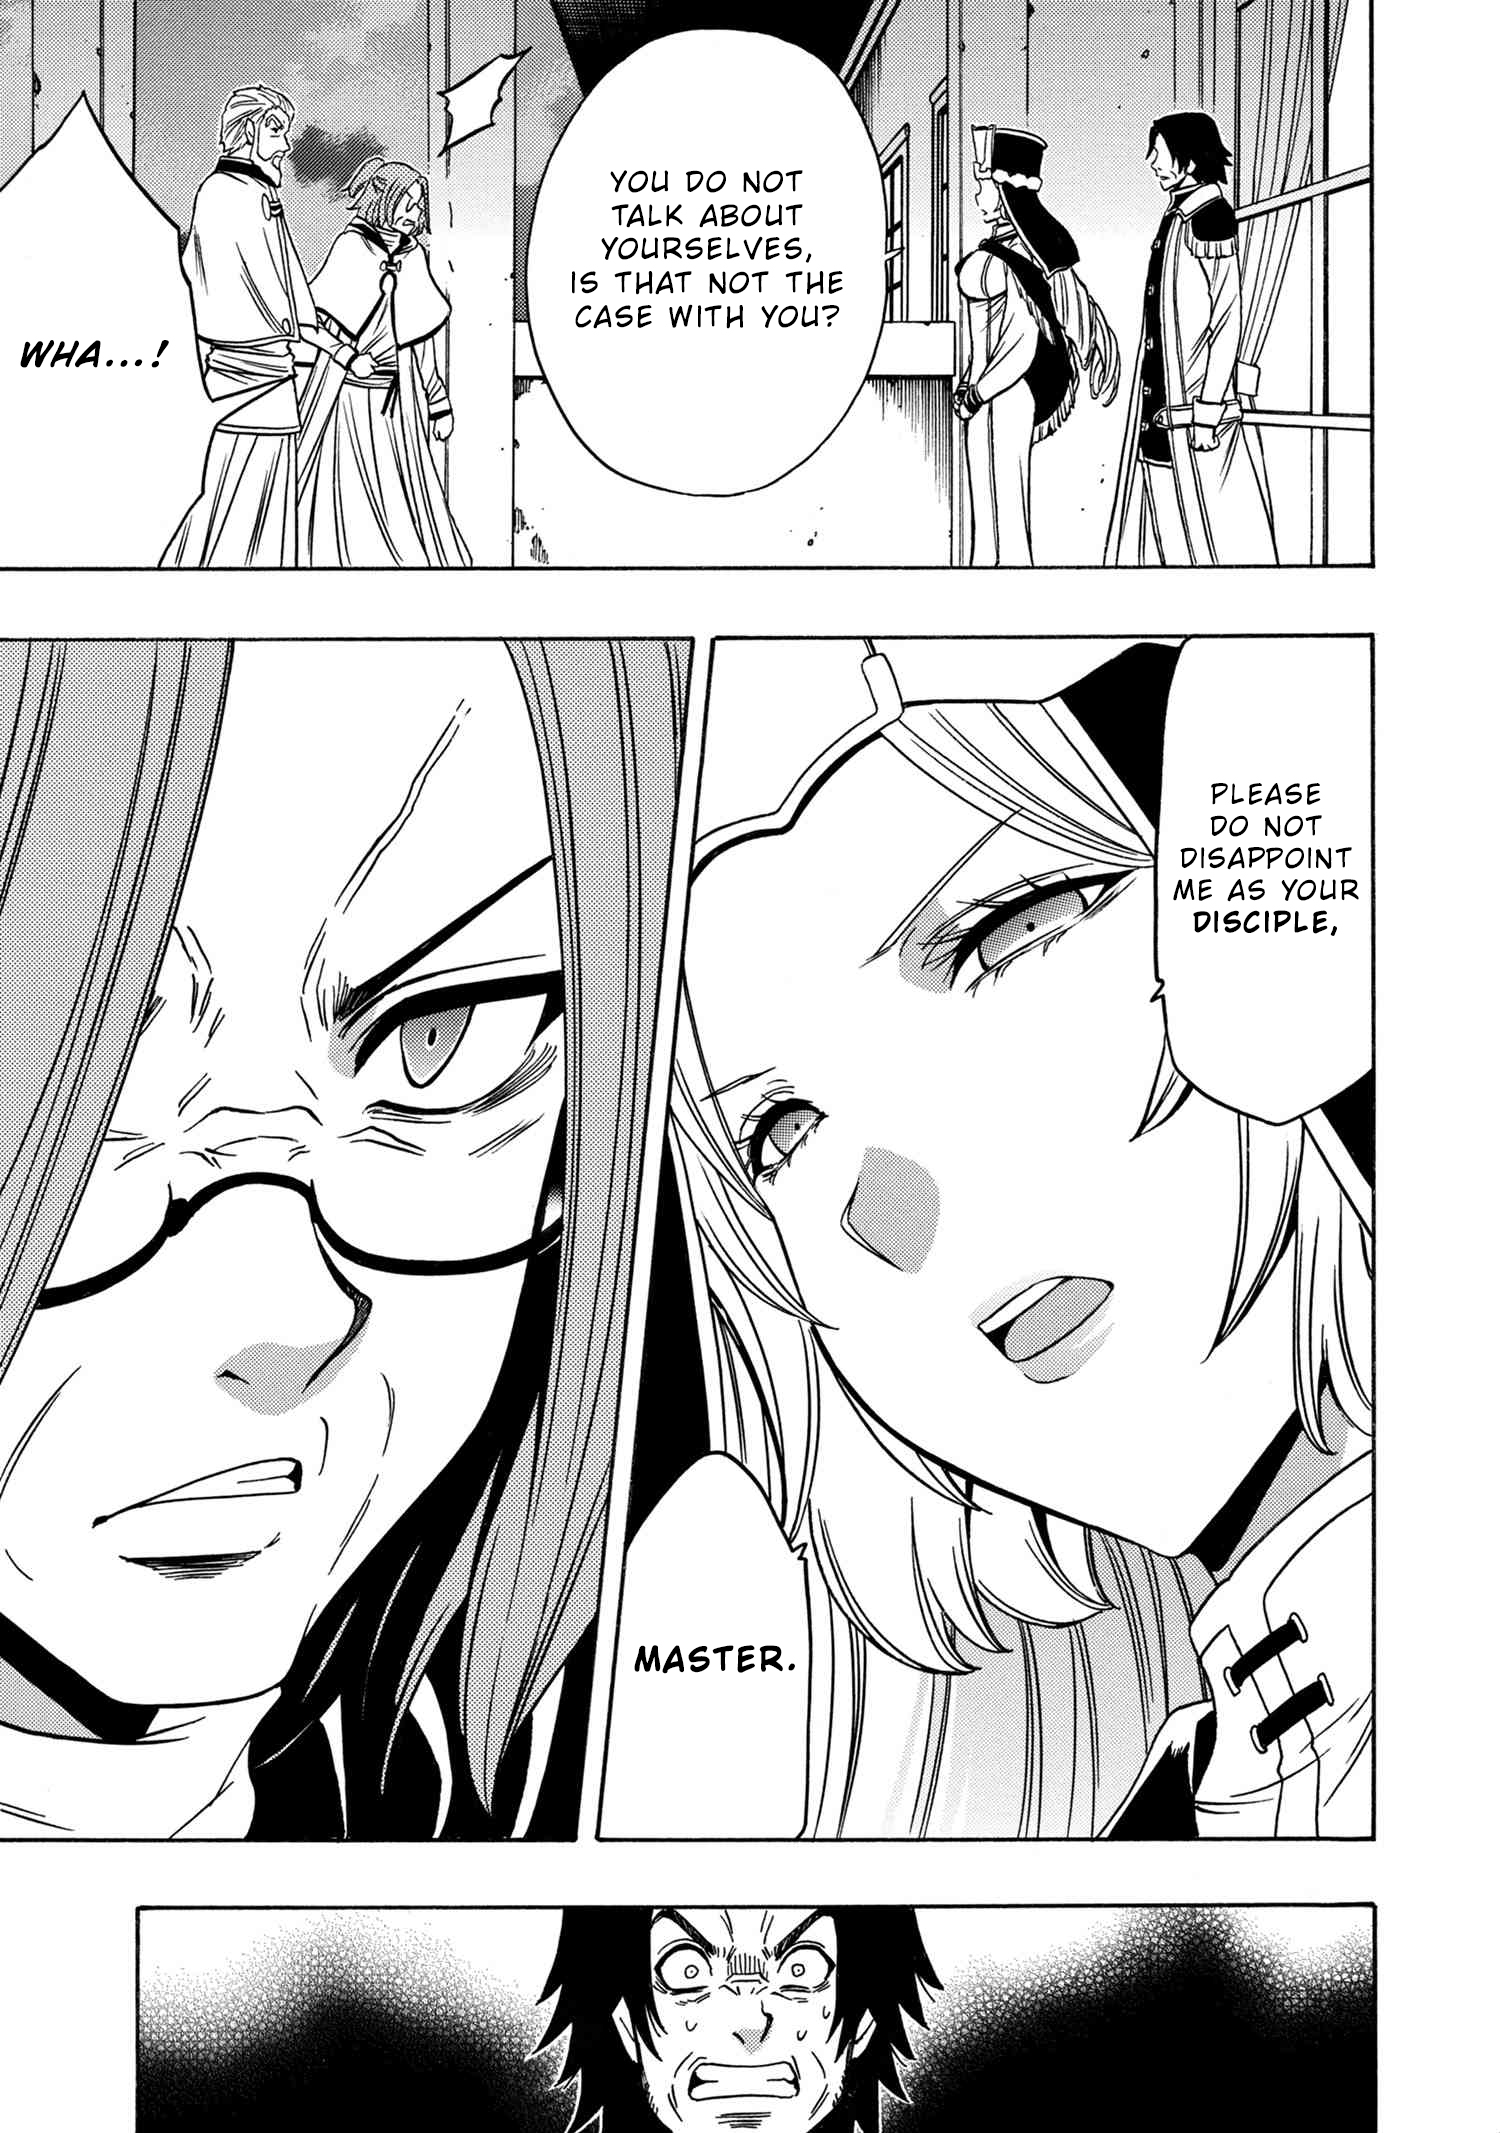 YOU DO NOT
TALK ABOUT
YOURSELVES,
IS THAT NOT THE
CASE WITH YOU?
WHA...!
PLEASE
DO NOT
DISAPPOINT
ME AS YOUR
DISCIPLE,
MASTER.